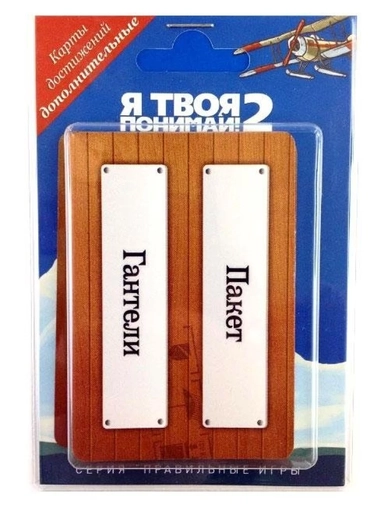 Карты
достижений
дополнительные
Я ТВОЯ
ПОНИМАЙ! 2
Гантели
Пакет
СЕРИЯ "ПРАВИЛЬНЫЕ ИГРЫ"